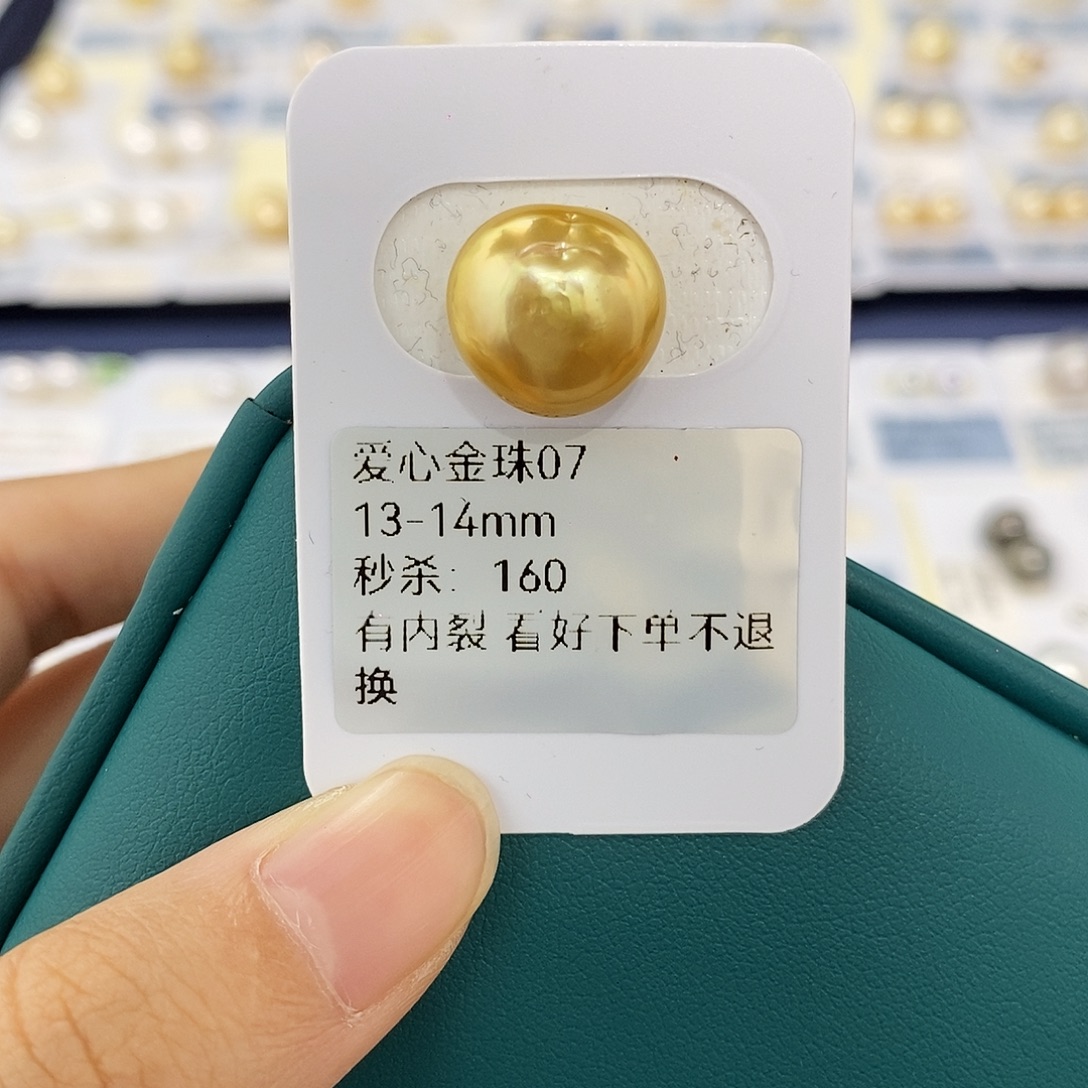 爱心金珠07
13-14mm
秒杀：160
有内裂 看好下单不退
换